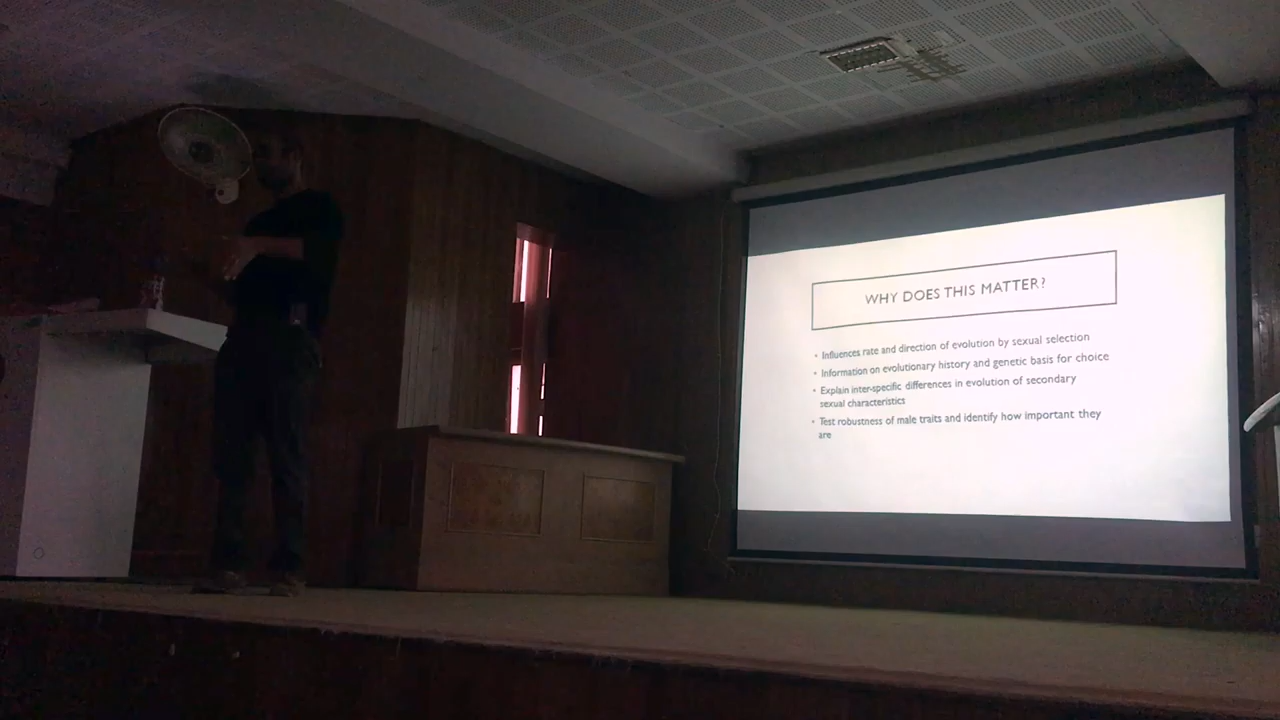 WHY DOES THIS MATTER?
• Influences rate and direction of evolution by sexual selection
• Information on evolutionary history and genetic basis for choice
• Explain inter-specific differences in evolution of secondary
sexual characteristics
• Test robustness of male traits and identify how important they
are